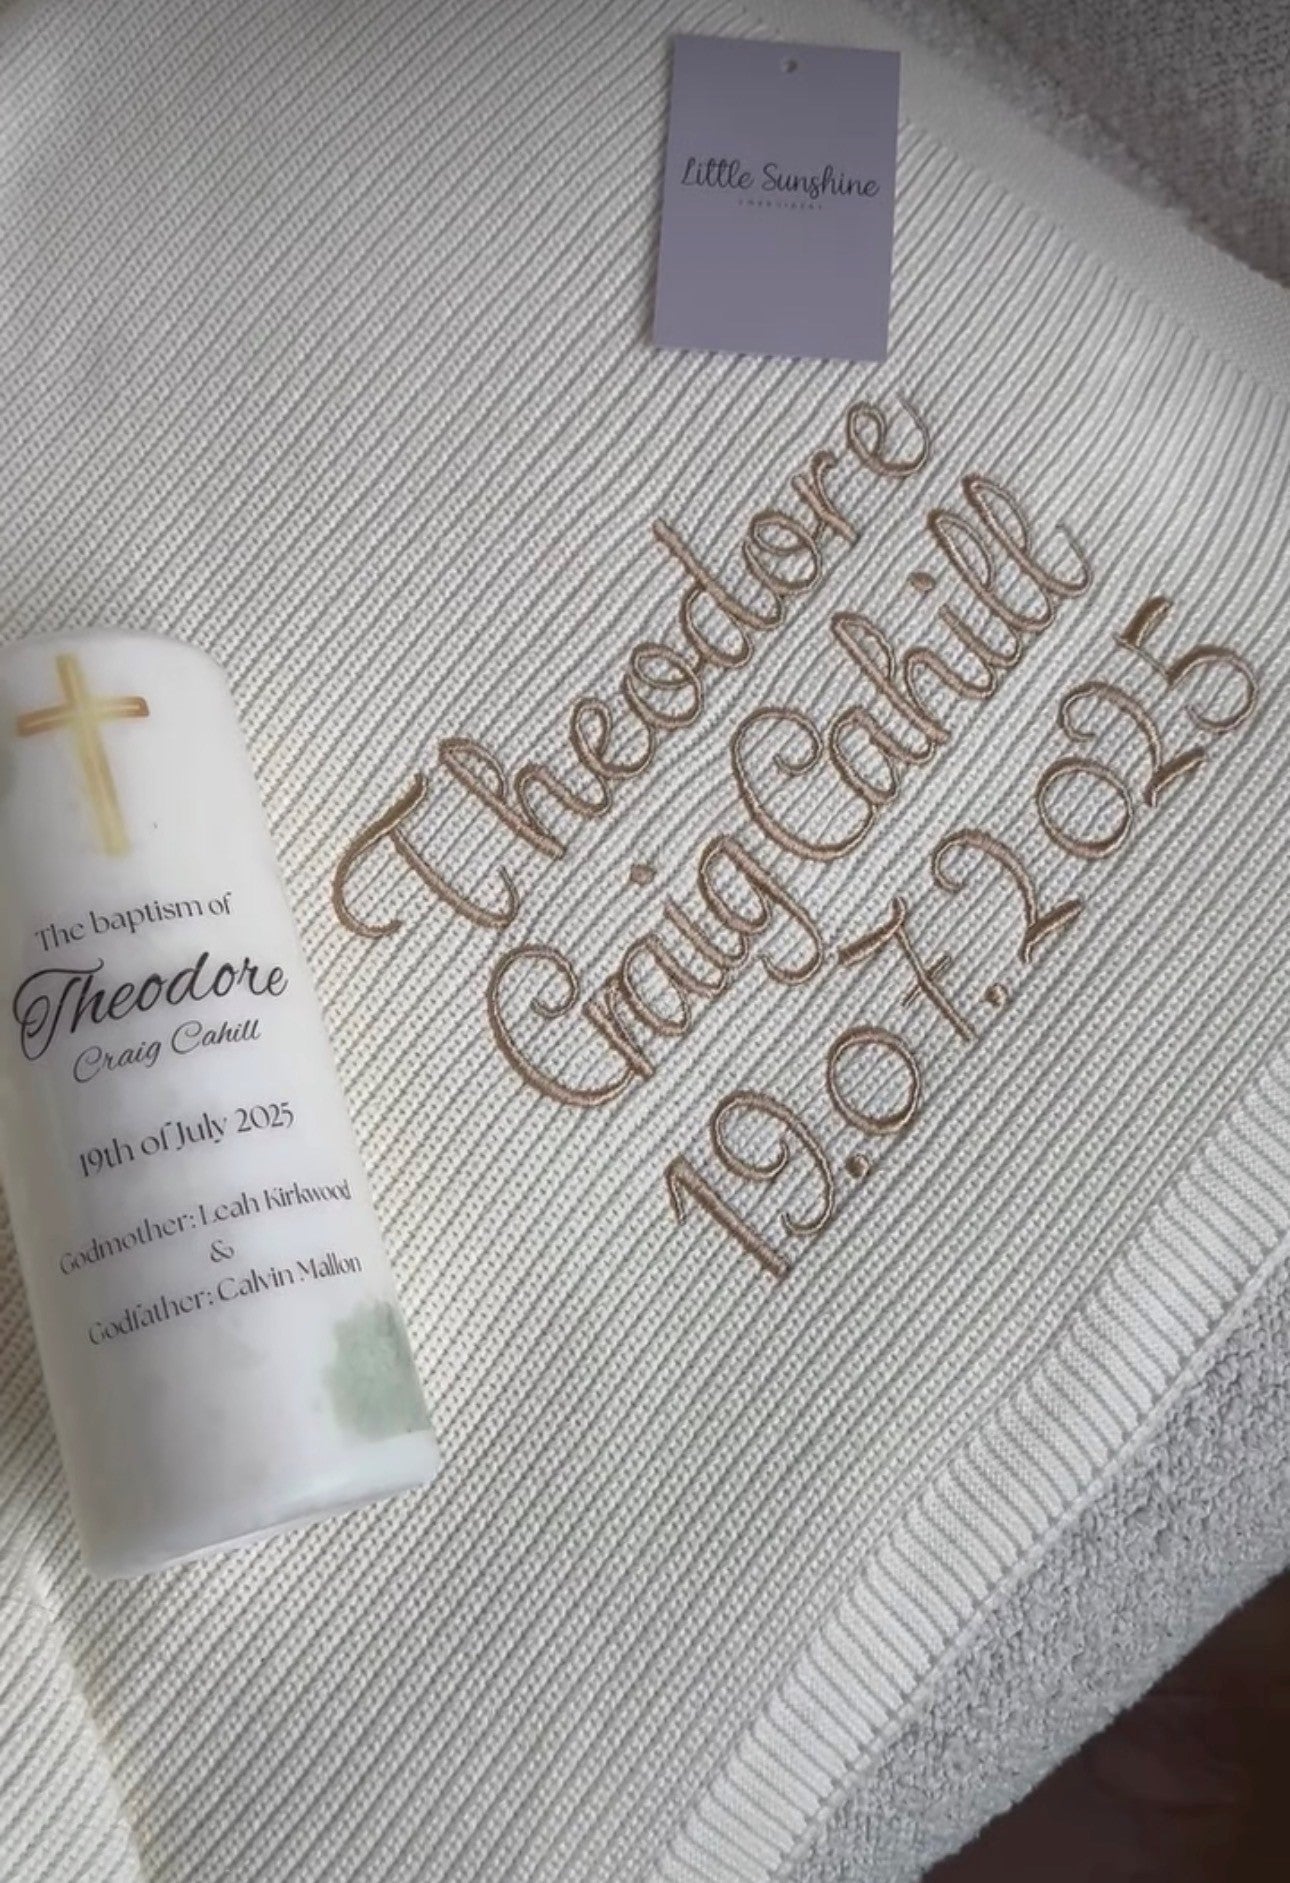 Little Sunshine
EMBROIDERY
Theodore
Craig Cahill
19.07.2025
The baptism of
Theodore
Craig Cahill
19th of July 2025
Godmother: Leah Kirkwood
&
Godfather: Calvin Mallon